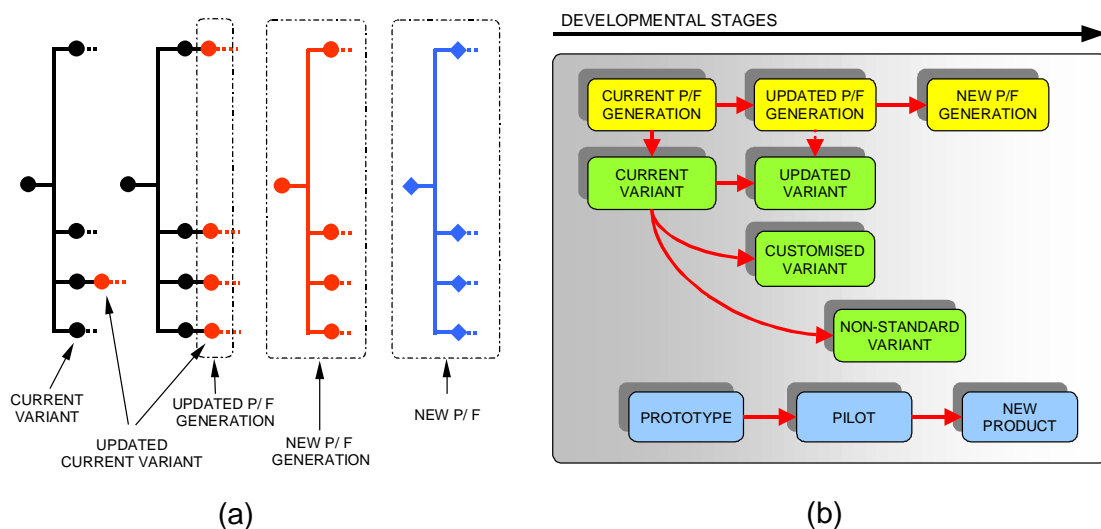 CURRENT
VARIANT
UPDATED
CURRENT VARIANT
UPDATED P/F
GENERATION
NEW P/F
GENERATION
NEW P/F
(a)
DEVELOPMENTAL STAGES
CURRENT P/F
GENERATION
UPDATED P/F
GENERATION
NEW P/F
GENERATION
CURRENT
VARIANT
UPDATED
VARIANT
CUSTOMISED
VARIANT
NON-STANDARD
VARIANT
PROTOTYPE
PILOT
NEW
PRODUCT
(b)